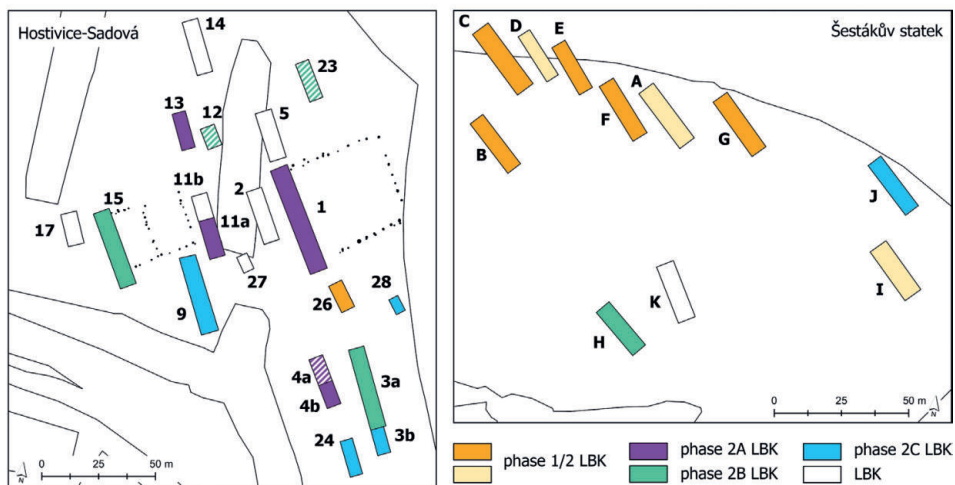 Hostivice-Sadová
14
23
13
12
5
11b
2
15
1
11a
17
27
26
28
9
4a
3a
4b
24
3b
N
0 25 50 m
Šestákův statek
C
D
E
A
F
G
B
J
I
K
H
0 25 50 m
N
phase 1/2 LBK
phase 2A LBK
phase 2B LBK
phase 2C LBK
LBK